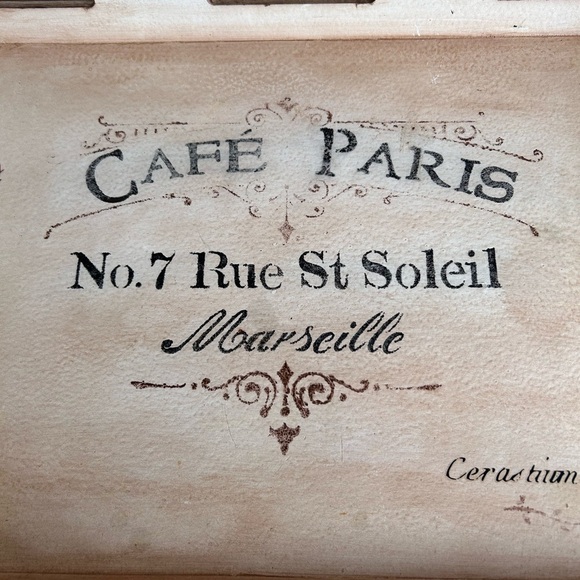 CAFÉ PARIS
No.7 Rue St Soleil
Marseille
Cerastium